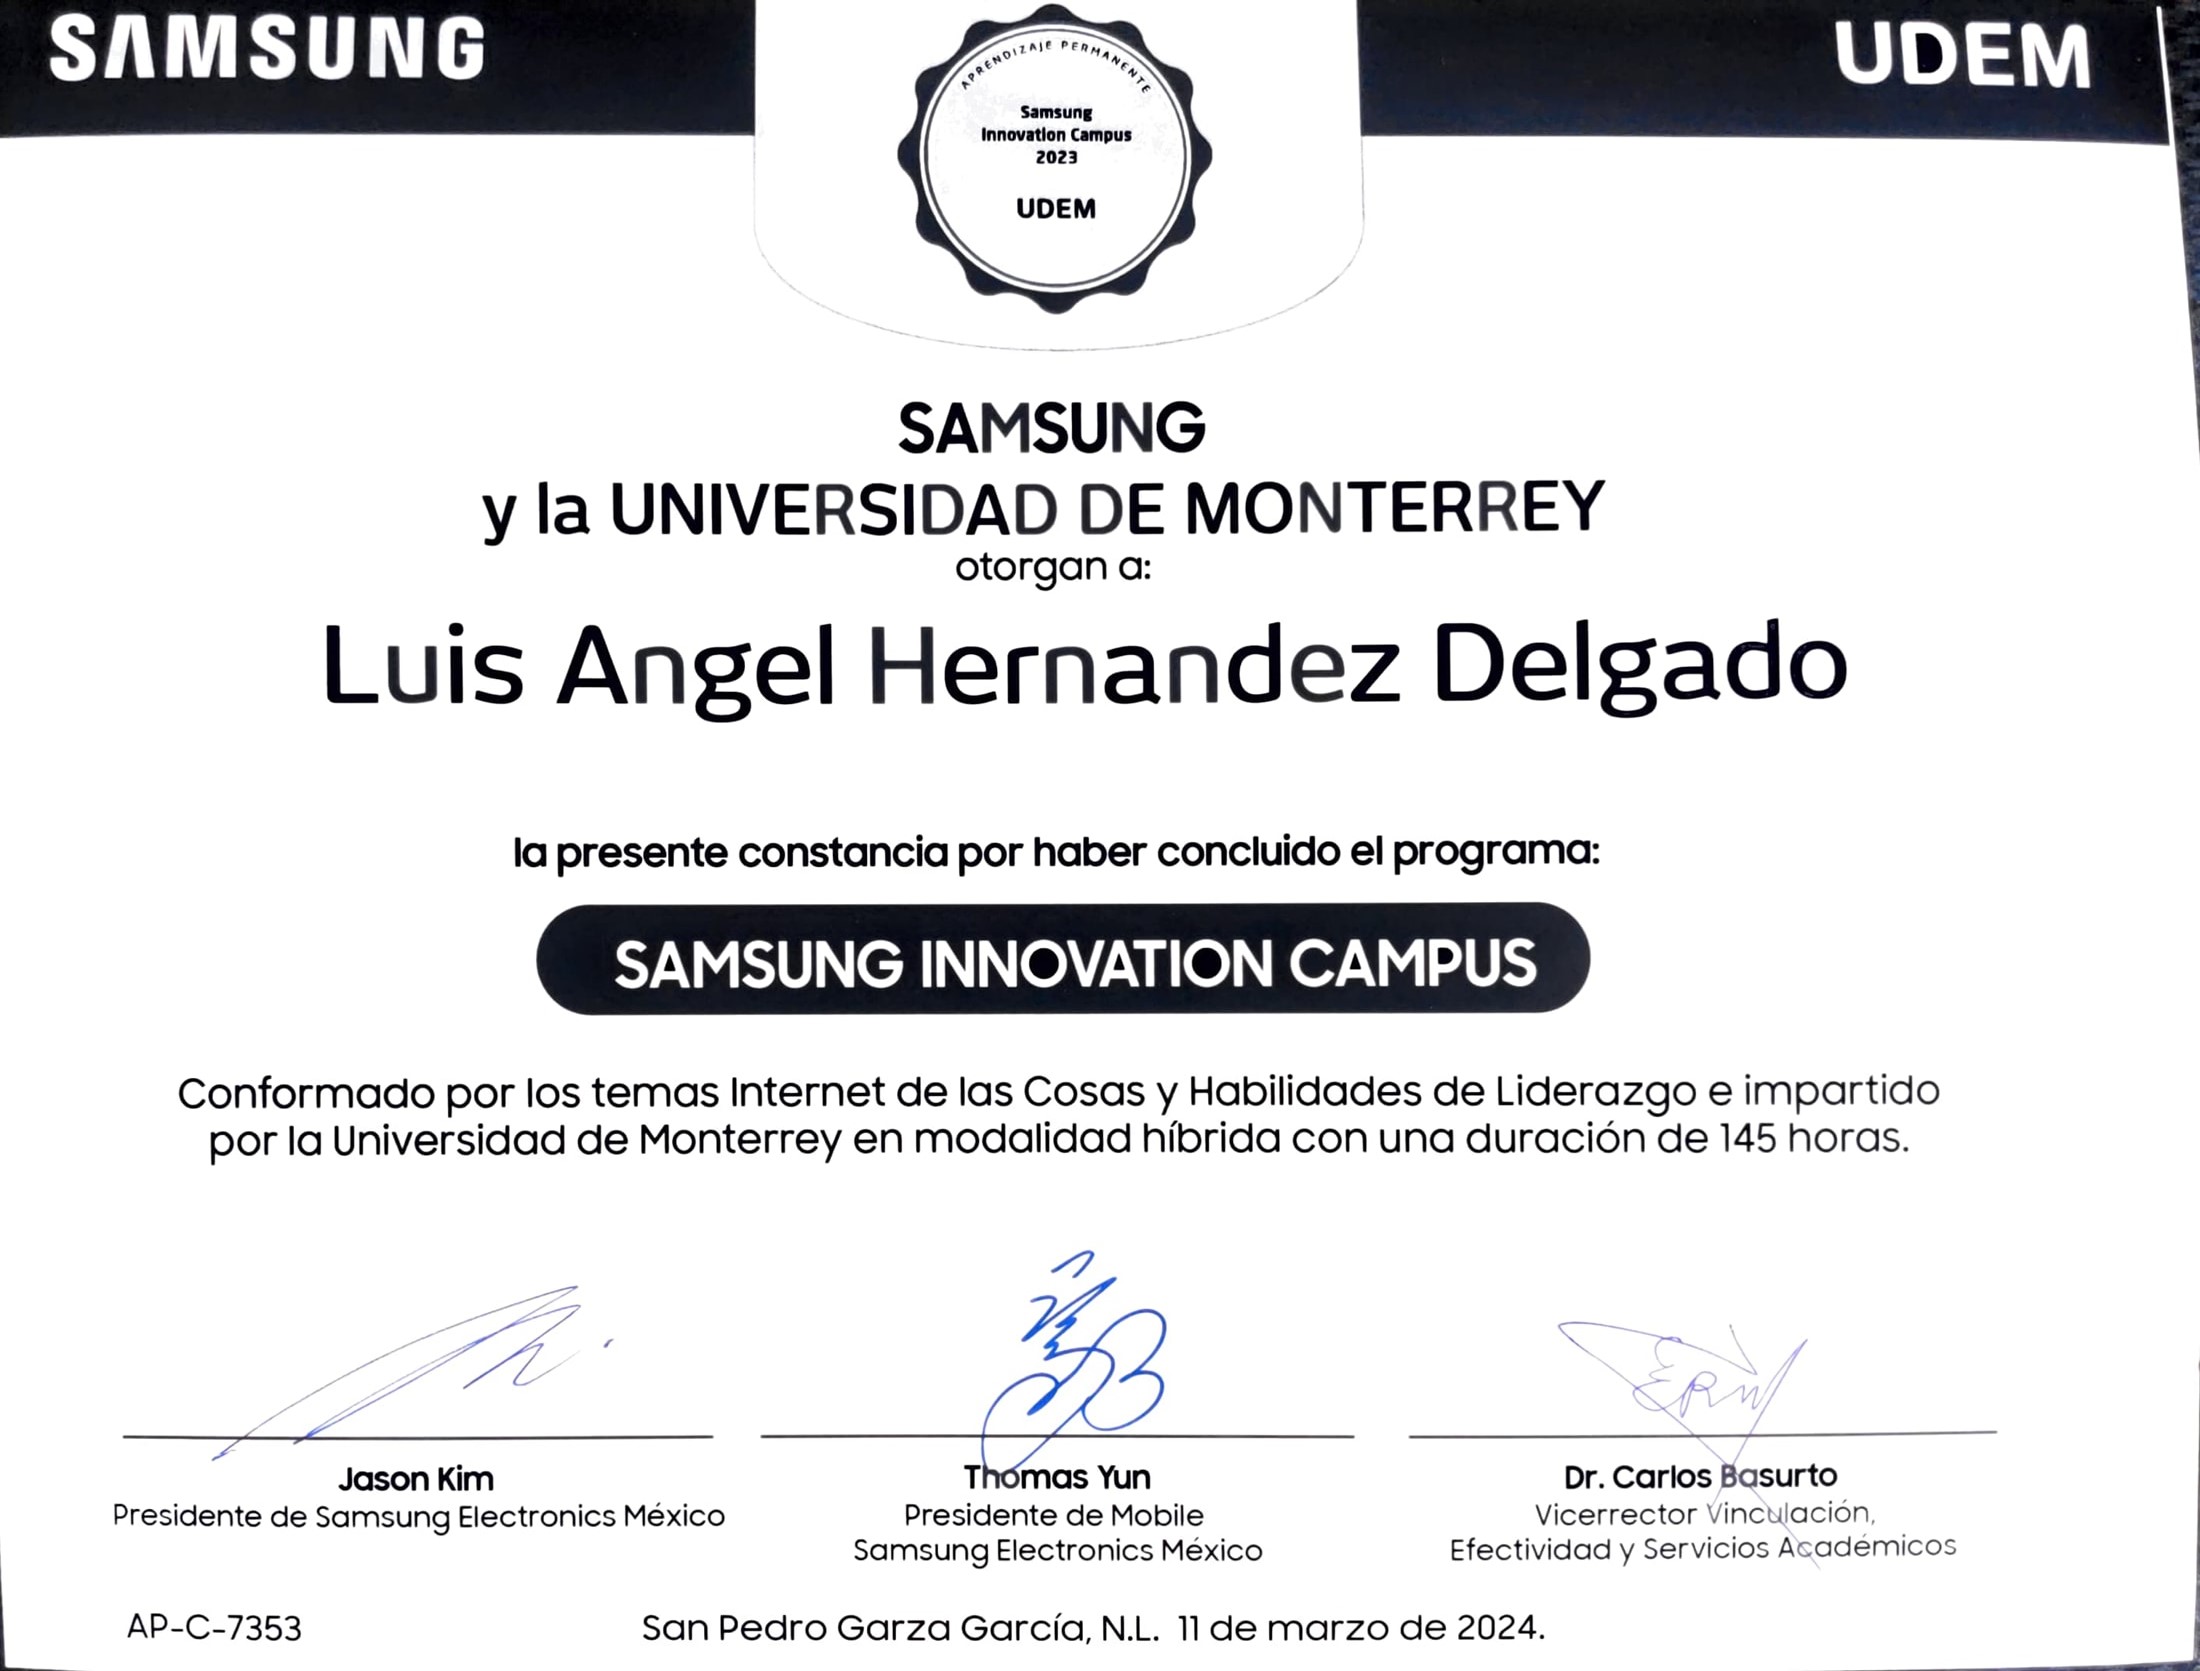 SAMSUNG
UDEM
APRENDIZAJE PERMANENTE
Samsung
Innovation Campus
2023
UDEM
SAMSUNG
y la UNIVERSIDAD DE MONTERREY
otorgan a:
Luis Angel Hernandez Delgado
la presente constancia por haber concluido el programa:
SAMSUNG INNOVATION CAMPUS
Conformado por los temas Internet de las Cosas y Habilidades de Liderazgo e impartido
por la Universidad de Monterrey en modalidad híbrida con una duración de 145 horas.
Jason Kim
Presidente de Samsung Electronics México
Thomas Yun
Presidente de Mobile
Samsung Electronics México
Dr. Carlos Basurto
Vicerrector Vinculación,
Efectividad y Servicios Académicos
AP-C-7353
San Pedro Garza García, N.L. 11 de marzo de 2024.